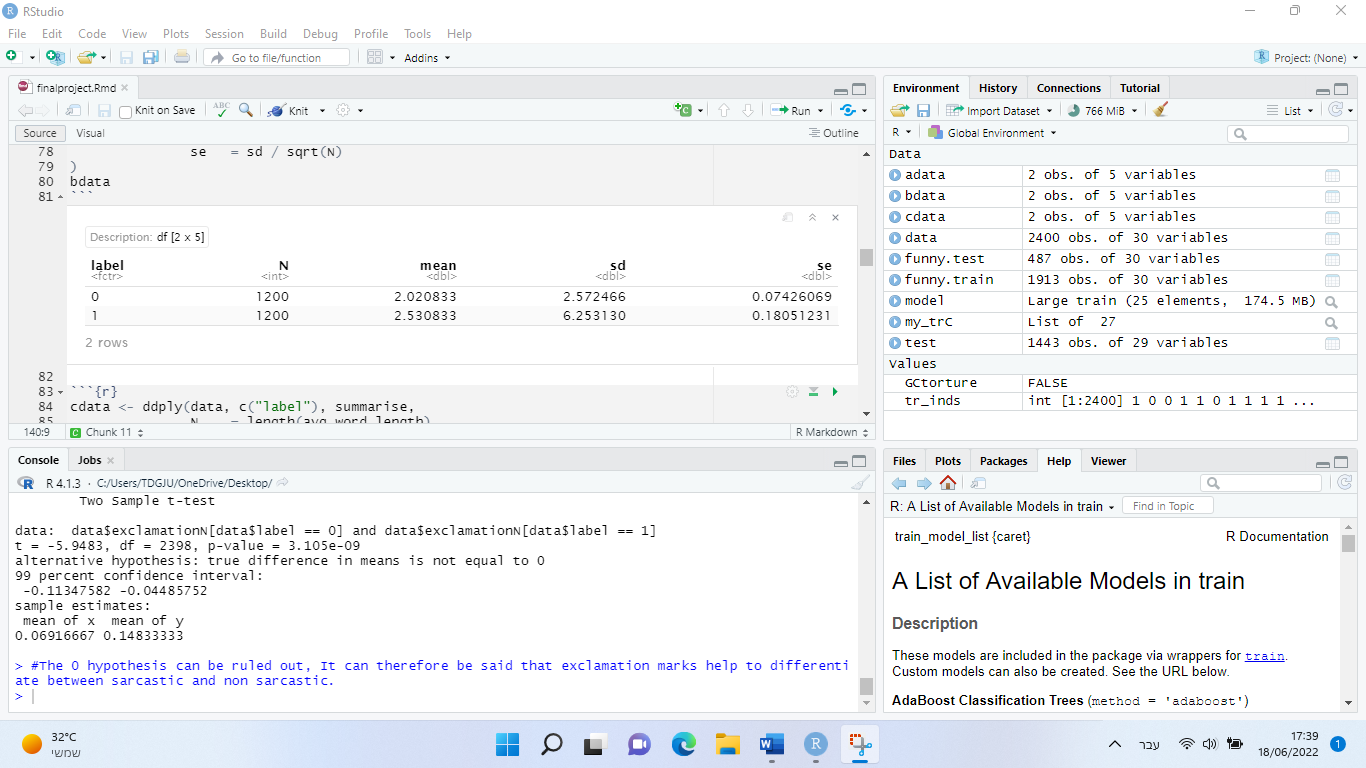 RStudio
File Edit Code View Plots Session Build Debug Profile Tools Help
Go to file/function Addins Project: (None)
finalproject.Rmd
Knit on Save ABC Knit Run
Source Visual Outline
78 se = sd / sqrt(N)
79 )
80 bdata
81 ```
Description: df [2 x 5]
label N mean sd se
<fctr> <int> <dbl> <dbl> <dbl>
0 1200 2.020833 2.572466 0.07426069
1 1200 2.530833 6.253130 0.18051231
2 rows
82
83 ```{r}
84 cdata <- ddply(data, c("label"), summarise,
85 N = length(avg_word_length),
140:9 Chunk 11 R Markdown
Console Jobs
R 4.1.3 · C:/Users/TDGJU/OneDrive/Desktop/
Two Sample t-test
data: data$exclamationN[data$label == 0] and data$exclamationN[data$label == 1]
t = -5.9483, df = 2398, p-value = 3.105e-09
alternative hypothesis: true difference in means is not equal to 0
99 percent confidence interval:
-0.11347582 -0.04485752
sample estimates:
mean of x mean of y
0.06916667 0.14833333
> #The 0 hypothesis can be ruled out, It can therefore be said that exclamation marks help to differenti
ate between sarcastic and non sarcastic.
>
Environment History Connections Tutorial
Import Dataset 766 MiB List
R Global Environment
Data
adata 2 obs. of 5 variables
bdata 2 obs. of 5 variables
cdata 2 obs. of 5 variables
data 2400 obs. of 30 variables
funny.test 487 obs. of 30 variables
funny.train 1913 obs. of 30 variables
model Large train (25 elements, 174.5 MB)
my_trC List of 27
test 1443 obs. of 29 variables
Values
GCtorture FALSE
tr_inds int [1:2400] 1 0 0 1 1 0 1 1 1 1 ...
Files Plots Packages Help Viewer
R: A List of Available Models in train Find in Topic
train_model_list {caret} R Documentation
A List of Available Models in train
Description
These models are included in the package via wrappers for train.
Custom models can also be created. See the URL below.
AdaBoost Classification Trees (method = 'adaboost')
32°C
שמשי
עבר
17:39
18/06/2022
1